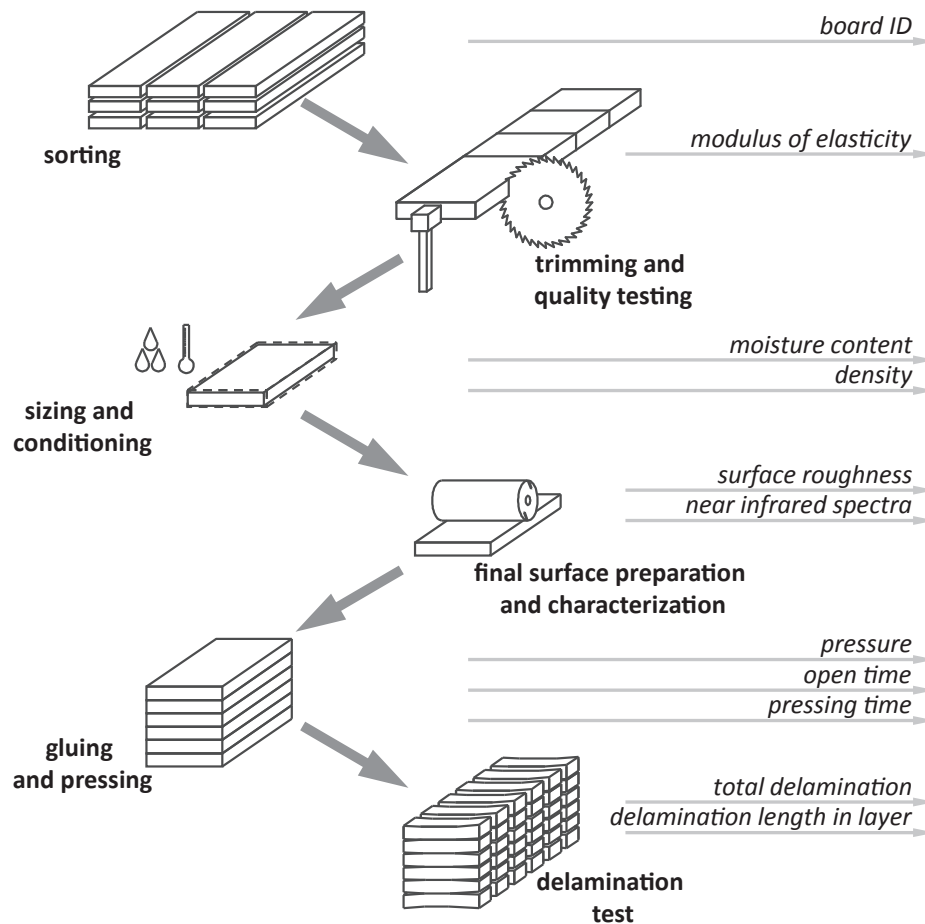 board ID
sorting
modulus of elasticity
trimming and
quality testing
moisture content
density
sizing and
conditioning
surface roughness
near infrared spectra
final surface preparation
and characterization
pressure
open time
pressing time
gluing
and pressing
total delamination
delamination length in layer
delamination
test